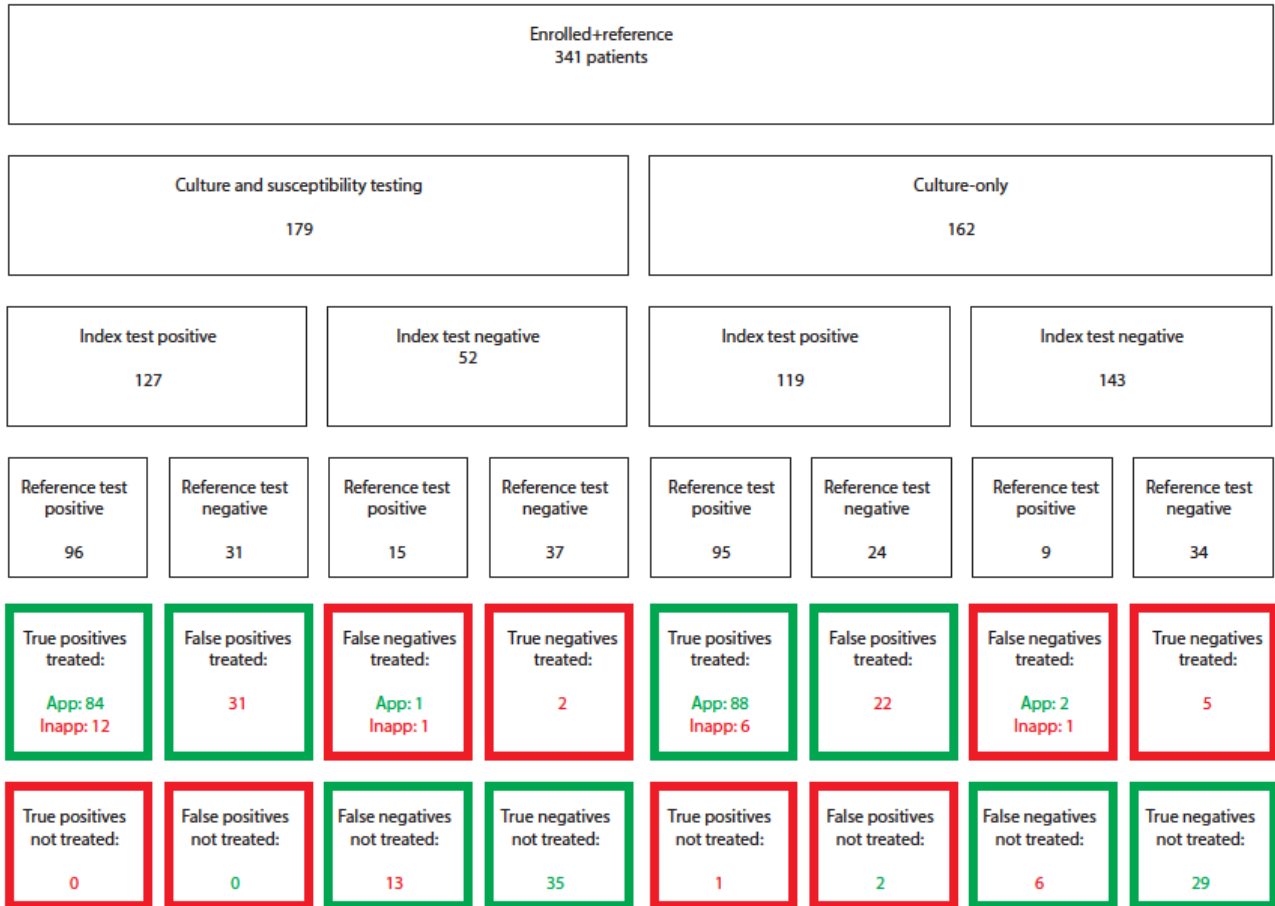 Enrolled+reference
341 patients
Culture and susceptibility testing
179
Culture-only
162
Index test positive
127
Index test negative
52
Index test positive
119
Index test negative
143
Reference test
positive
96
Reference test
negative
31
Reference test
positive
15
Reference test
negative
37
Reference test
positive
95
Reference test
negative
24
Reference test
positive
9
Reference test
negative
34
True positives
treated:
App: 84
Inapp: 12
False positives
treated:
31
False negatives
treated:
App: 1
Inapp: 1
True negatives
treated:
2
True positives
treated:
App: 88
Inapp: 6
False positives
treated:
22
False negatives
treated:
App: 2
Inapp: 1
True negatives
treated:
5
True positives
not treated:
0
False positives
not treated:
0
False negatives
not treated:
13
True negatives
not treated:
35
True positives
not treated:
1
False positives
not treated:
2
False negatives
not treated:
6
True negatives
not treated:
29